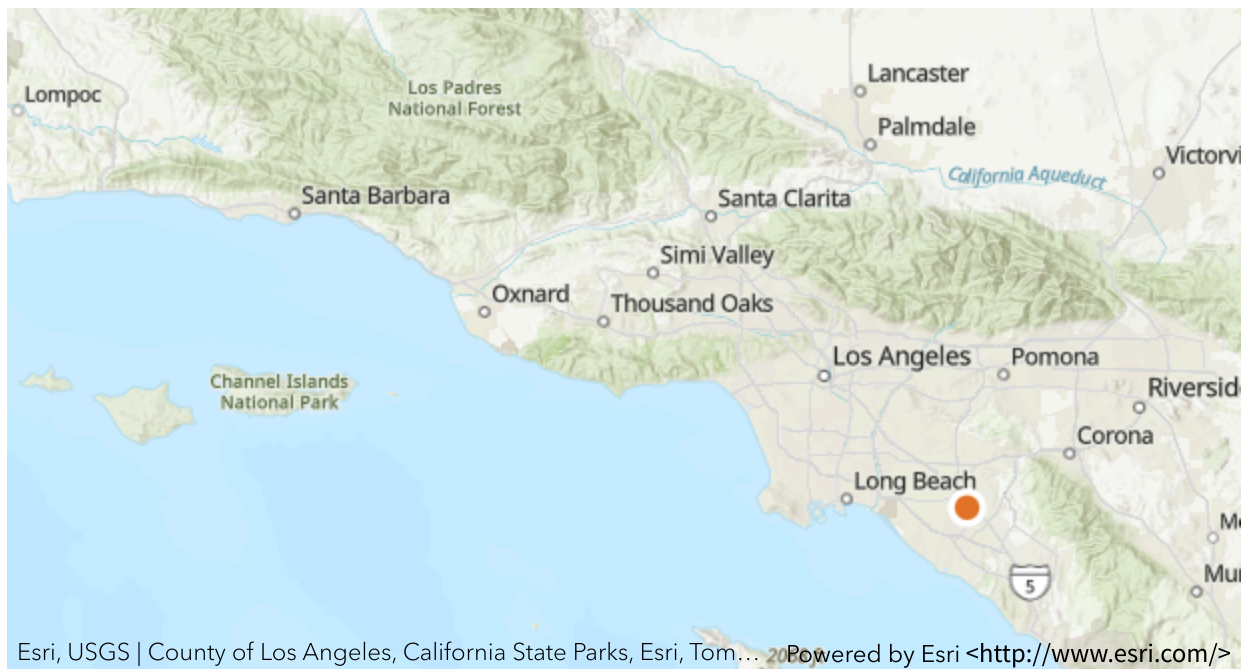 Lancaster
Los Padres
National Forest
Lompoc
Palmdale
Victorvi
California Aqueduct
Santa Barbara
Santa Clarita
Simi Valley
Oxnard
Thousand Oaks
Los Angeles
Pomona
Channel Islands
National Park
Riversid
Corona
Long Beach
Mo
5
Mur
Esri, USGS | County of Los Angeles, California State Parks, Esri, Tom...
Powered by Esri <http://www.esri.com/>